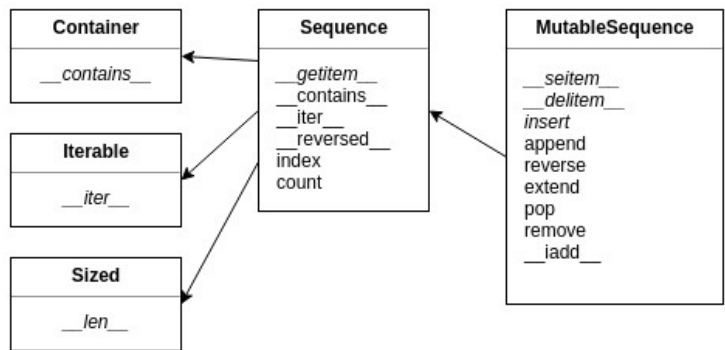 Container
__contains__
Iterable
__iter__
Sized
__len__
Sequence
__getitem__
__contains__
__iter__
__reversed__
index
count
MutableSequence
__seitem__
__delitem__
insert
append
reverse
extend
pop
remove
__iadd__